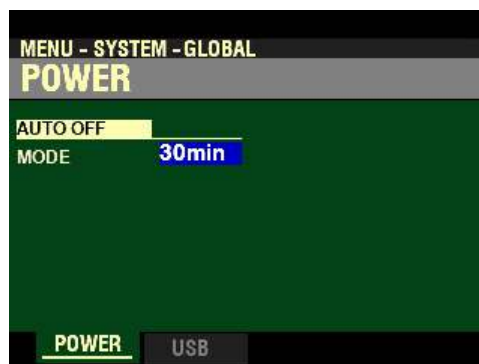 MENU - SYSTEM - GLOBAL
POWER
AUTO OFF
MODE 30min
POWER USB